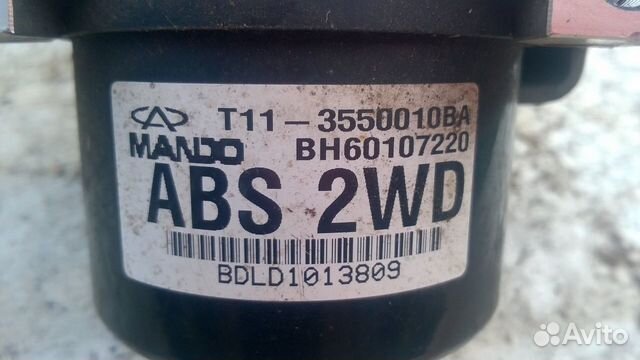 T11-3550010BA
MANDO BH60107220
ABS 2WD
BDLD1013809
Avito